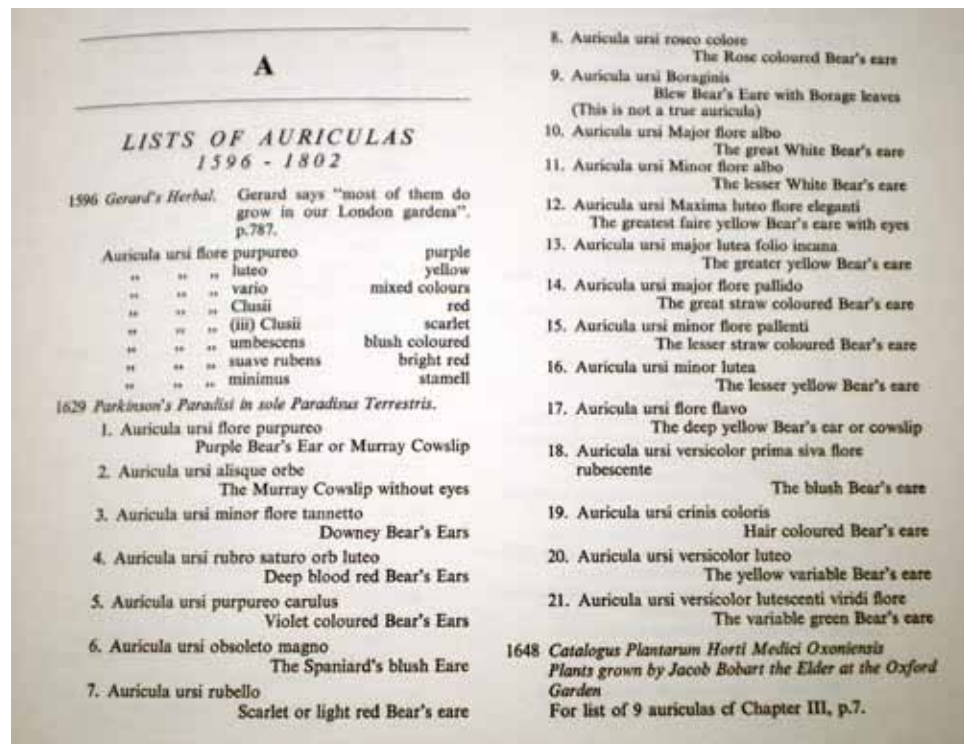 A
LISTS OF AURICULAS
1596 - 1802
1596 Gerard's Herbal. Gerard says "most of them do
grow in our London gardens".
p.787.
Auricula ursi flore purpureo purple
„ „ „ luteo yellow
„ „ „ vario mixed colours
„ „ „ Clusii red
„ „ „ (iii) Clusii scarlet
„ „ „ umbescens blush coloured
„ „ „ suave rubens bright red
„ „ „ minimus stamell
1629 Parkinson's Paradisi in sole Paradisus Terrestris.
1. Auricula ursi flore purpureo
Purple Bear's Ear or Murray Cowslip
2. Auricula ursi alisque orbe
The Murray Cowslip without eyes
3. Auricula ursi minor flore tannetto
Downey Bear's Ears
4. Auricula ursi rubro saturo orb luteo
Deep blood red Bear's Ears
5. Auricula ursi purpureo carulus
Violet coloured Bear's Ears
6. Auricula ursi obsoleto magno
The Spaniard's blush Eare
7. Auricula ursi rubello
Scarlet or light red Bear's eare
8. Auricula ursi roseo colore
The Rose coloured Bear's eare
9. Auricula ursi Boraginis
Blew Bear's Eare with Borage leaves
(This is not a true auricula)
10. Auricula ursi Major flore albo
The great White Bear's eare
11. Auricula ursi Minor flore albo
The lesser White Bear's eare
12. Auricula ursi Maxima luteo flore eleganti
The greatest faire yellow Bear's eare with eyes
13. Auricula ursi major lutea folio incana
The greater yellow Bear's eare
14. Auricula ursi major flore pallido
The great straw coloured Bear's eare
15. Auricula ursi minor flore pallenti
The lesser straw coloured Bear's eare
16. Auricula ursi minor lutea
The lesser yellow Bear's eare
17. Auricula ursi flore flavo
The deep yellow Bear's ear or cowslip
18. Auricula ursi versicolor prima siva flore
rubescente
The blush Bear's eare
19. Auricula ursi crinis coloris
Hair coloured Bear's eare
20. Auricula ursi versicolor luteo
The yellow variable Bear's eare
21. Auricula ursi versicolor lutescenti viridi flore
The variable green Bear's eare
1648 Catalogus Plantarum Horti Medici Oxoniensis
Plants grown by Jacob Bobart the Elder at the Oxford
Garden
For list of 9 auriculas cf Chapter III, p.7.